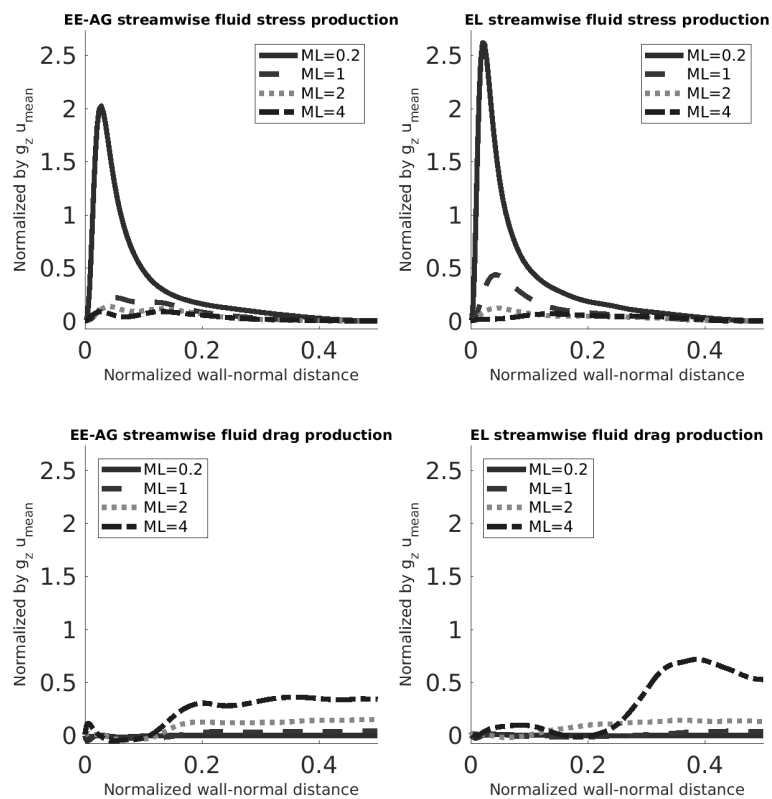 EE-AG streamwise fluid stress production
Normalized by g_z u_mean
2.5
2
1.5
1
0.5
0
0 0.2 0.4
Normalized wall-normal distance
ML=0.2
ML=1
ML=2
ML=4
EL streamwise fluid stress production
Normalized by g_z u_mean
2.5
2
1.5
1
0.5
0
0 0.2 0.4
Normalized wall-normal distance
ML=0.2
ML=1
ML=2
ML=4
EE-AG streamwise fluid drag production
Normalized by g_z u_mean
2.5
2
1.5
1
0.5
0
0 0.2 0.4
Normalized wall-normal distance
ML=0.2
ML=1
ML=2
ML=4
EL streamwise fluid drag production
Normalized by g_z u_mean
2.5
2
1.5
1
0.5
0
0 0.2 0.4
Normalized wall-normal distance
ML=0.2
ML=1
ML=2
ML=4